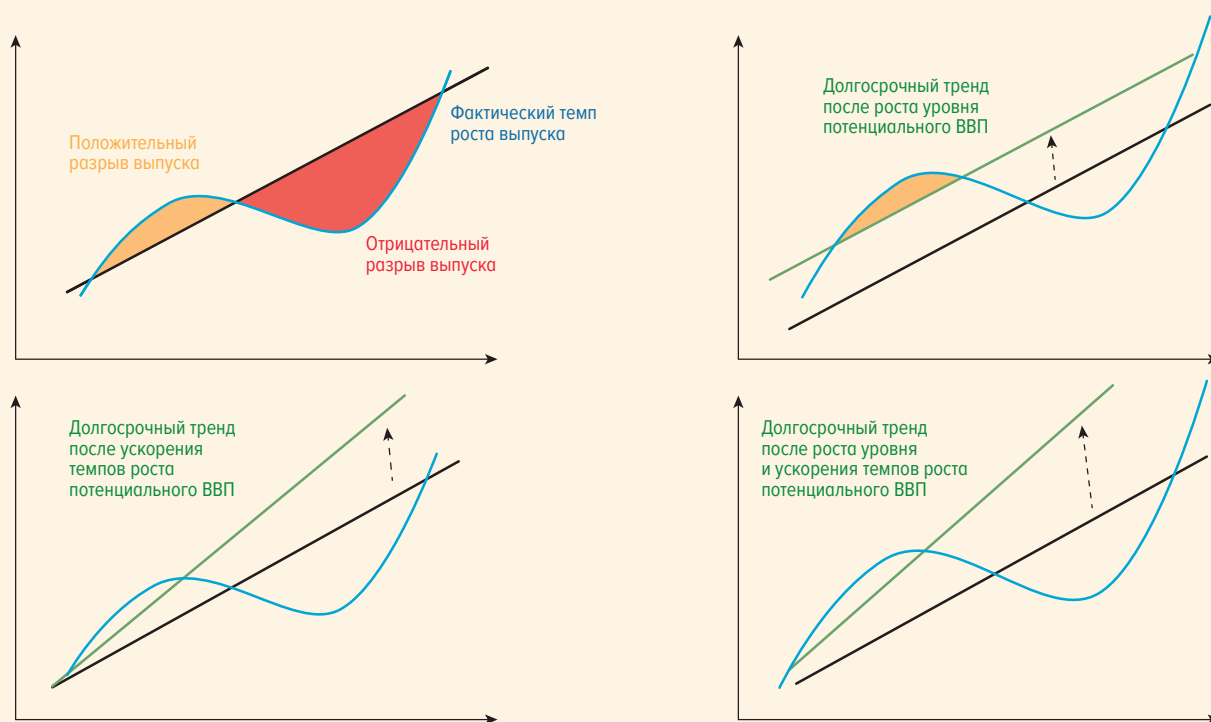 Положительный
разрыв выпуска
Фактический темп
роста выпуска
Отрицательный
разрыв выпуска
Долгосрочный тренд
после роста уровня
потенциального ВВП
Долгосрочный тренд
после ускорения
темпов роста
потенциального ВВП
Долгосрочный тренд
после роста уровня
и ускорения темпов роста
потенциального ВВП